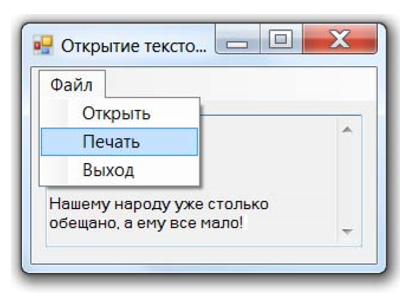 Открытие тексто...
Файл
Открыть
Печать
Выход
Нашему народу уже столько
обещано, а ему все мало!